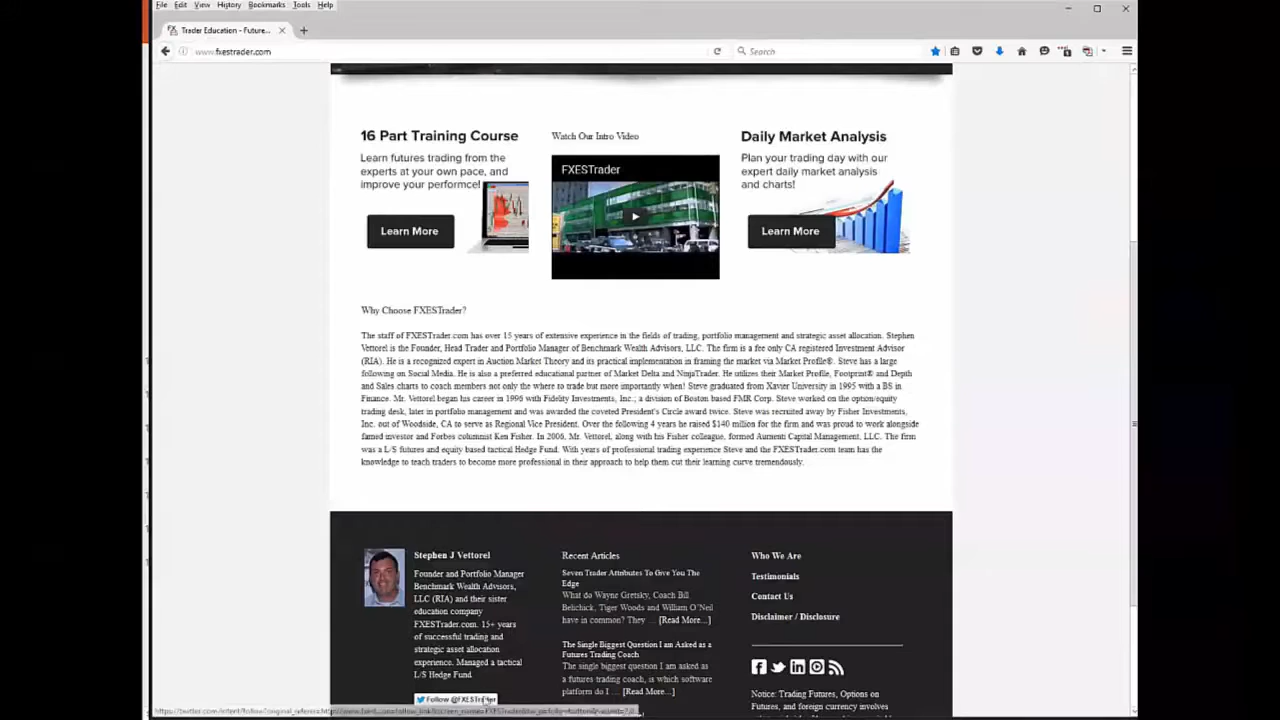 File Edit View History Bookmarks Tools Help
Trader Education - Future...
www.fxestrader.com
Search
16 Part Training Course
Learn futures trading from the
experts at your own pace, and
improve your performce!
Learn More
Watch Our Intro Video
FXESTrader
Daily Market Analysis
Plan your trading day with our
expert daily market analysis
and charts!
Learn More
Why Choose FXESTrader?
The staff of FXESTrader.com has over 15 years of extensive experience in the fields of trading, portfolio management and strategic asset allocation. Stephen
Vettorel is the Founder, Head Trader and Portfolio Manager of Benchmark Wealth Advisors, LLC. The firm is a fee only CA registered Investment Advisor
(RIA). He is a recognized expert in Auction Market Theory and its practical implementation in framing the market via Market Profile®. Steve has a large
following on Social Media. He is also a preferred educational partner of Market Delta and NinjaTrader. He utilizes their Market Profile, Footprint® and Depth
and Sales charts to coach members not only the where to trade but more importantly when! Steve graduated from Xavier University in 1995 with a BS in
Finance. Mr. Vettorel began his career in 1996 with Fidelity Investments, Inc.; a division of Boston based FMR Corp. Steve worked on the option/equity
trading desk, later in portfolio management and was awarded the coveted President's Circle award twice. Steve was recruited away by Fisher Investments,
Inc. out of Woodside, CA to serve as Regional Vice President. Over the following 4 years he raised $140 million for the firm and was proud to work alongside
famed investor and Forbes columnist Ken Fisher. In 2006, Mr. Vettorel, along with his Fisher colleague, formed Aumenti Capital Management, LLC. The firm
was a L/S futures and equity based tactical Hedge Fund. With years of professional trading experience Steve and the FXESTrader.com team has the
knowledge to teach traders to become more professional in their approach to help them cut their learning curve tremendously.
Stephen J Vettorel
Founder and Portfolio Manager
Benchmark Wealth Advisors,
LLC (RIA) and their sister
education company
FXESTrader.com. 15+ years
of successful trading and
strategic asset allocation
experience. Managed a tactical
L/S Hedge Fund
Follow @FXESTrader
Recent Articles
Seven Trader Attributes To Give You The
Edge
What do Wayne Gretsky, Coach Bill
Belichick, Tiger Woods and William O'Neil
have in common? They ... [Read More...]
The Single Biggest Question I am Asked as a
Futures Trading Coach
The single biggest question I am asked as
a futures trading coach, is which software
platform do I ... [Read More...]
Who We Are
Testimonials
Contact Us
Disclaimer / Disclosure
Notice: Trading Futures, Options on
Futures, and foreign currency involves